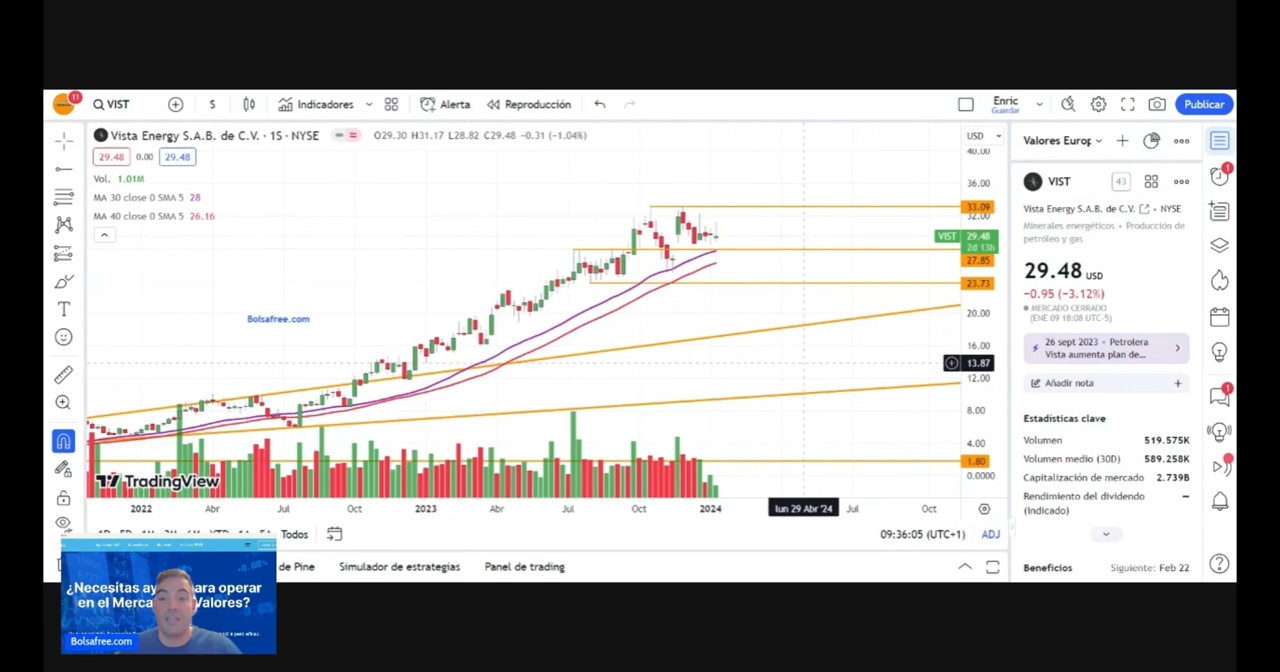 11
VIST
S
Indicadores
Alerta
Reproducción
Enric
Guardar
Publicar
Vista Energy S.A.B. de C.V. · 1S · NYSE
O29.30 H31.17 L28.82 C29.48 −0.31 (−1.04%)
29.48 0.00 29.48
Vol. 1.01M
MA 30 close 0 SMA 5 28
MA 40 close 0 SMA 5 26.16
Bolsafree.com
USD
40.00
36.00
33.09
32.00
VIST 29.48
2d 13h
27.85
23.73
20.00
16.00
13.87
12.00
8.00
4.00
1.80
0.0000
TradingView
2022 Abr Jul Oct 2023 Abr Jul Oct 2024 lun 29 Abr '24 Jul Oct
Todos
09:36:05 (UTC+1) ADJ
de Pine Simulador de estrategias Panel de trading
Valores Europ
VIST
43
Vista Energy S.A.B. de C.V. · NYSE
Minerales energéticos · Producción de
petróleo y gas
29.48 USD
−0.95 (−3.12%)
MERCADO CERRADO
(ENE 09 18:08 UTC-5)
26 sept 2023 · Petrolera
Vista aumenta plan de...
Añadir nota
Estadísticas clave
Volumen 519.575K
Volumen medio (30D) 589.258K
Capitalización de mercado 2.739B
Rendimiento del dividendo –
(indicado)
Beneficios Siguiente: Feb 22
1
1
¿Necesitas ay ara operar
en el Merca Valores?
Bolsafree.com